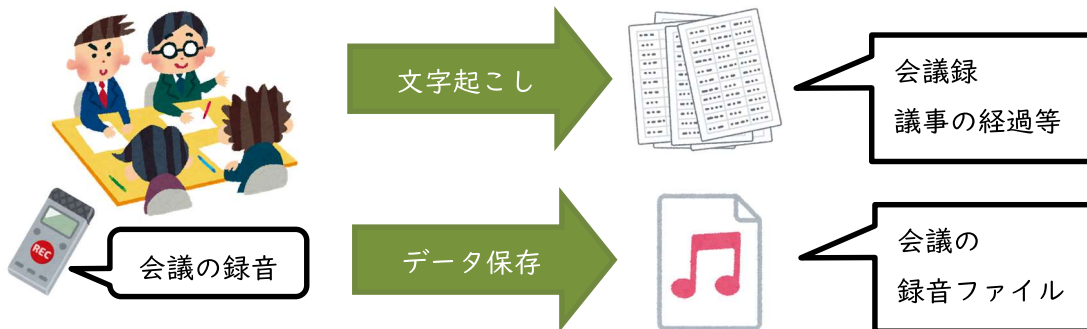 文字起こし
会議録
議事の経過等
REC
会議の録音
データ保存
会議の
録音ファイル